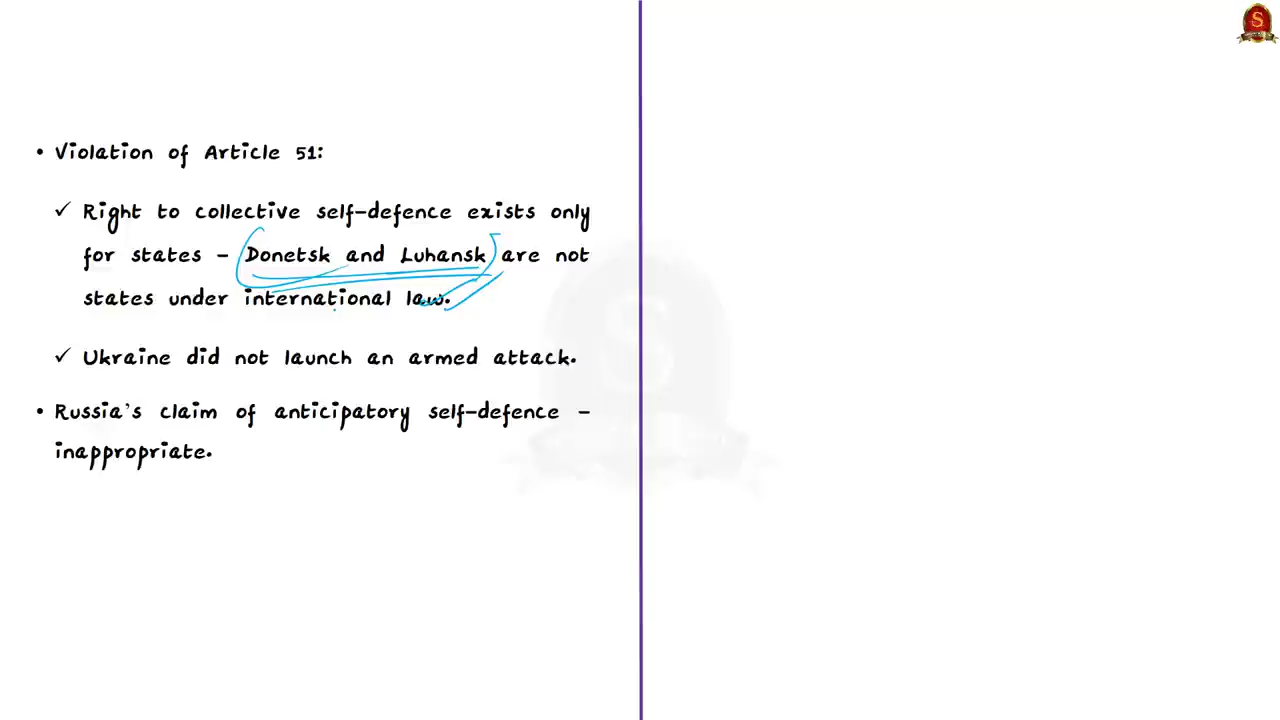 • Violation of Article 51:
✓ Right to collective self-defence exists only
for states - Donetsk and Luhansk are not
states under international law.
✓ Ukraine did not launch an armed attack.
• Russia's claim of anticipatory self-defence -
inappropriate.
S